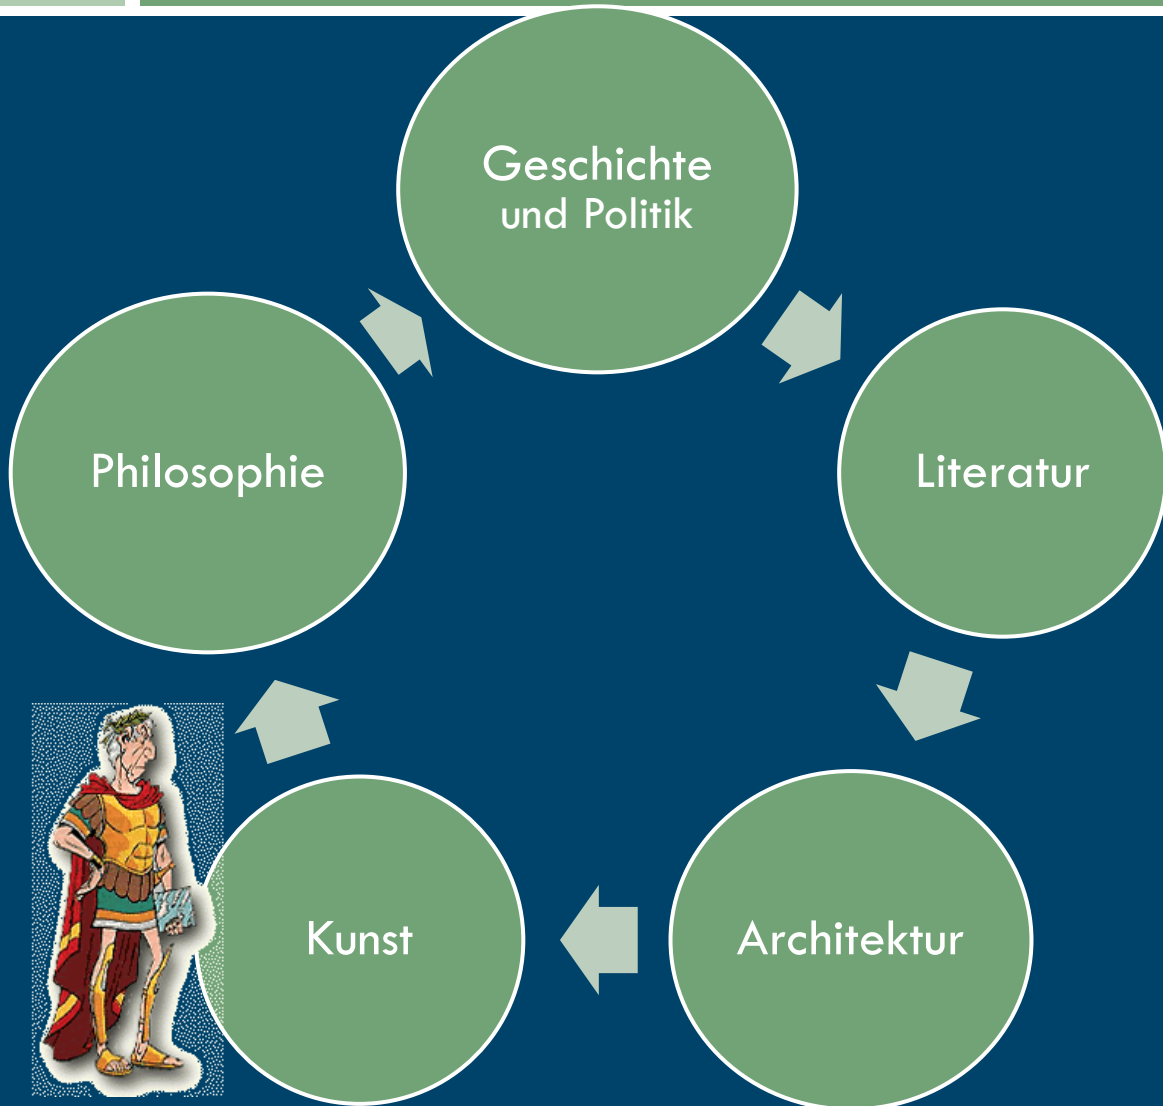 Geschichte
und Politik
Literatur
Architektur
Kunst
Philosophie